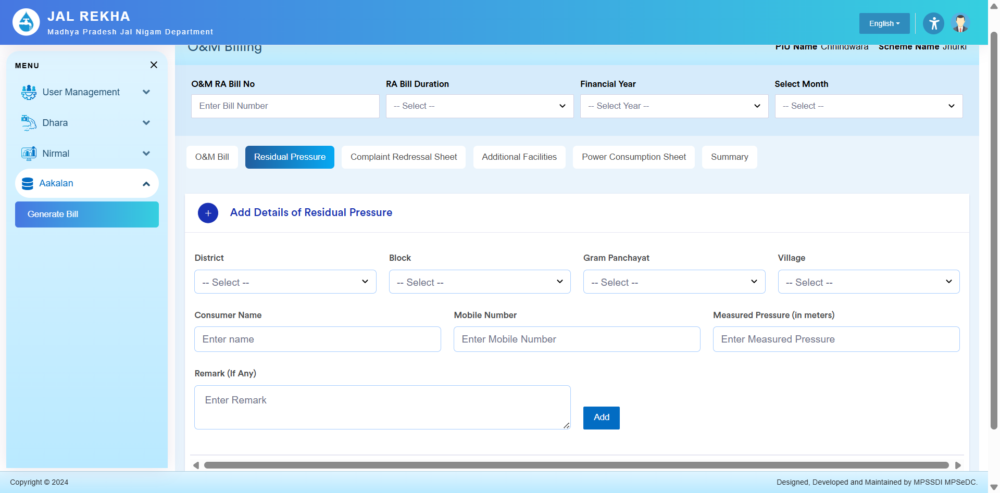 JAL REKHA
Madhya Pradesh Jal Nigam Department
English
MENU
User Management
Dhara
Nirmal
Aakalan
Generate Bill
O&M Billing
PIU Name Chhindwara Scheme Name Jhurki
O&M RA Bill No
RA Bill Duration
Financial Year
Select Month
Enter Bill Number
-- Select --
-- Select Year --
-- Select --
O&M Bill
Residual Pressure
Complaint Redressal Sheet
Additional Facilities
Power Consumption Sheet
Summary
+ Add Details of Residual Pressure
District
Block
Gram Panchayat
Village
-- Select --
-- Select --
-- Select --
-- Select --
Consumer Name
Mobile Number
Measured Pressure (in meters)
Enter name
Enter Mobile Number
Enter Measured Pressure
Remark (If Any)
Enter Remark
Add
Copyright © 2024
Designed, Developed and Maintained by MPSSDI MPSeDC.